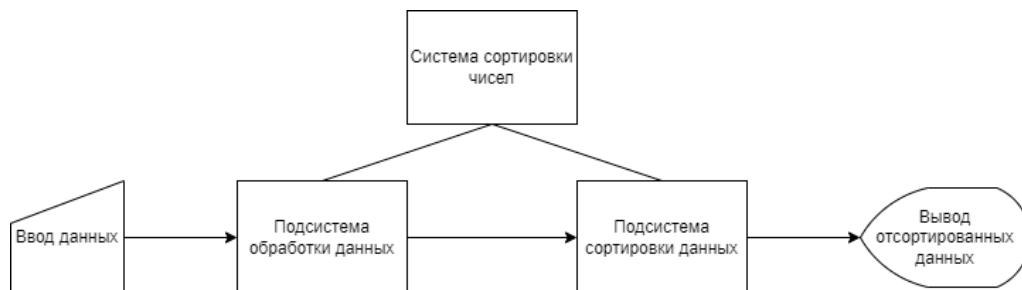 Система сортировки
чисел
Ввод данных
Подсистема
обработки данных
Подсистема
сортировки данных
Вывод
отсортированных
данных